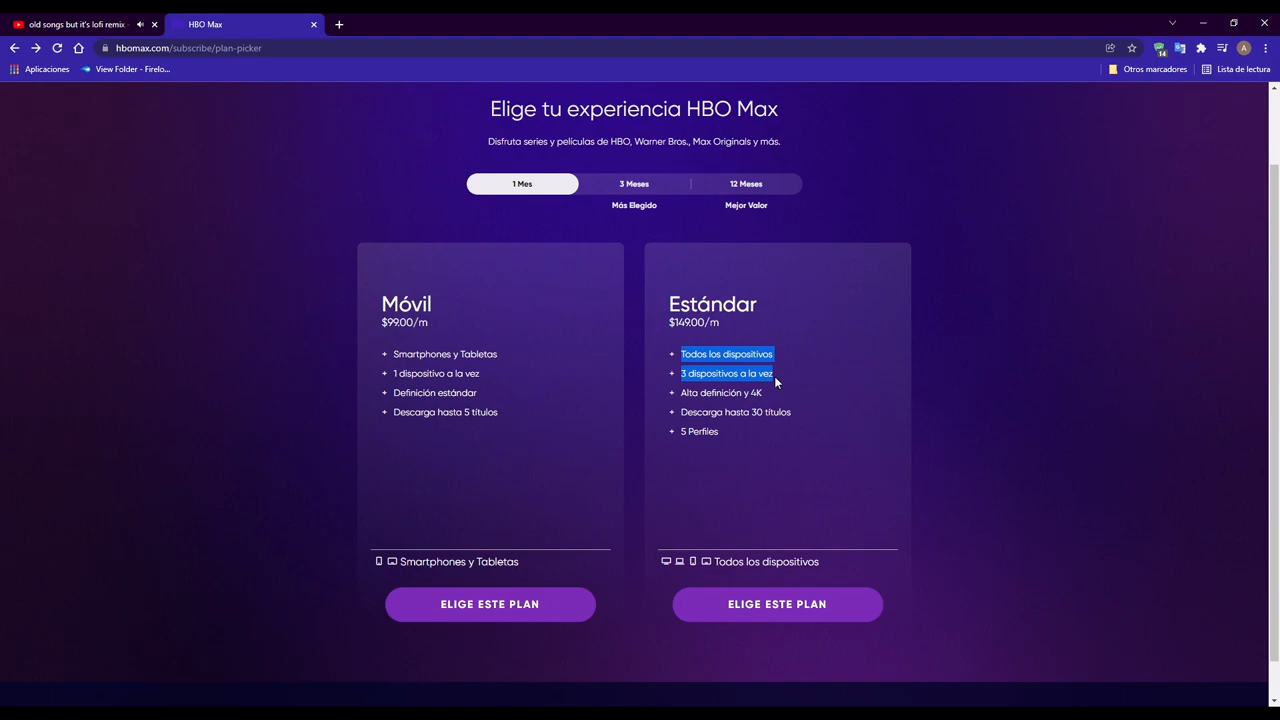 old songs but it's lofi remix
HBO Max
hbomax.com/subscribe/plan-picker
14
A
Aplicaciones
View Folder - Firelo...
Otros marcadores
Lista de lectura
Elige tu experiencia HBO Max
Disfruta series y películas de HBO, Warner Bros., Max Originals y más.
1 Mes
3 Meses
12 Meses
Más Elegido
Mejor Valor
Móvil
$99.00/m
+ Smartphones y Tabletas
+ 1 dispositivo a la vez
+ Definición estándar
+ Descarga hasta 5 títulos
Smartphones y Tabletas
ELIGE ESTE PLAN
Estándar
$149.00/m
+ Todos los dispositivos
+ 3 dispositivos a la vez
+ Alta definición y 4K
+ Descarga hasta 30 títulos
+ 5 Perfiles
Todos los dispositivos
ELIGE ESTE PLAN